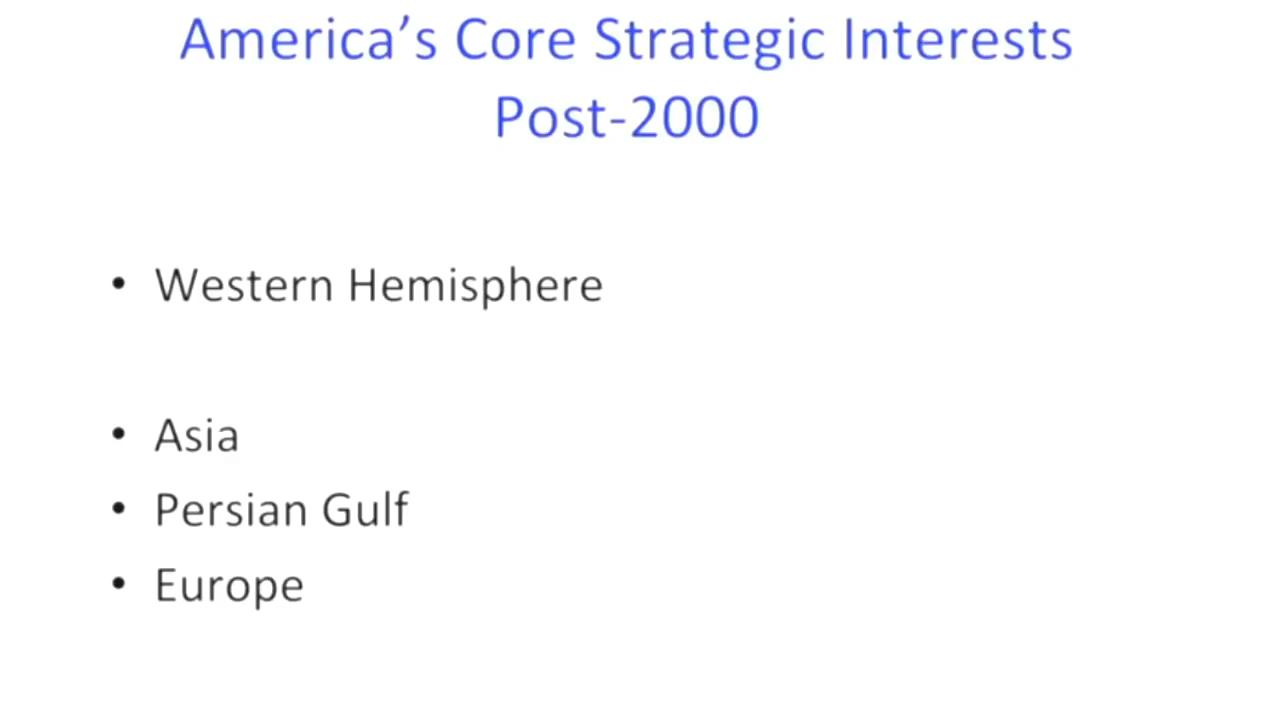 America’s Core Strategic Interests
Post-2000
• Western Hemisphere
• Asia
• Persian Gulf
• Europe